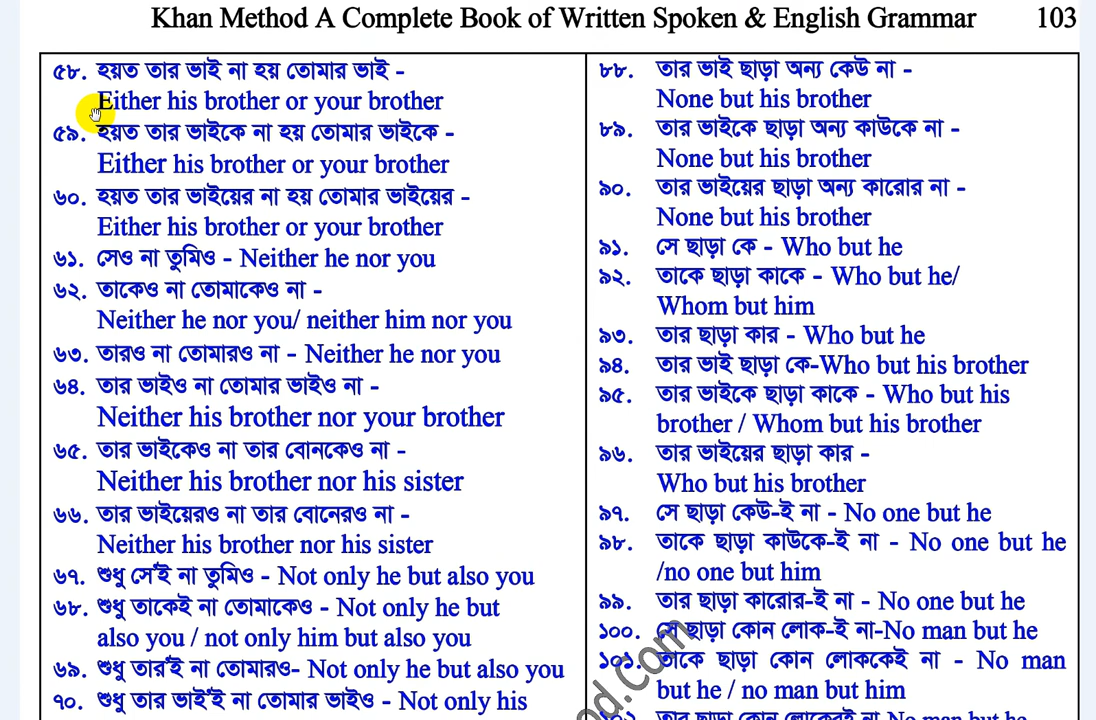 Khan Method A Complete Book of Written Spoken & English Grammar 103
৫৮. হয়ত তার ভাই না হয় তোমার ভাই -
Either his brother or your brother
৫৯. হয়ত তার ভাইকে না হয় তোমার ভাইকে -
Either his brother or your brother
৬০. হয়ত তার ভাইয়ের না হয় তোমার ভাইয়ের -
Either his brother or your brother
৬১. সেও না তুমিও - Neither he nor you
৬২. তাকেও না তোমাকেও না -
Neither he nor you/ neither him nor you
৬৩. তারও না তোমারও না - Neither he nor you
৬৪. তার ভাইও না তোমার ভাইও না -
Neither his brother nor your brother
৬৫. তার ভাইকেও না তার বোনকেও না -
Neither his brother nor his sister
৬৬. তার ভাইয়েরও না তার বোনেরও না -
Neither his brother nor his sister
৬৭. শুধু সে'ই না তুমিও - Not only he but also you
৬৮. শুধু তাকেই না তোমাকেও - Not only he but
also you / not only him but also you
৬৯. শুধু তার'ই না তোমারও- Not only he but also you
৭০. শুধু তার ভাই'ই না তোমার ভাইও - Not only his
৮৮. তার ভাই ছাড়া অন্য কেউ না -
None but his brother
৮৯. তার ভাইকে ছাড়া অন্য কাউকে না -
None but his brother
৯০. তার ভাইয়ের ছাড়া অন্য কারোর না -
None but his brother
৯১. সে ছাড়া কে - Who but he
৯২. তাকে ছাড়া কাকে - Who but he/
Whom but him
৯৩. তার ছাড়া কার - Who but he
৯৪. তার ভাই ছাড়া কে-Who but his brother
৯৫. তার ভাইকে ছাড়া কাকে - Who but his
brother / Whom but his brother
৯৬. তার ভাইয়ের ছাড়া কার -
Who but his brother
৯৭. সে ছাড়া কেউ-ই না - No one but he
৯৮. তাকে ছাড়া কাউকে-ই না - No one but he
/no one but him
৯৯. তার ছাড়া কারোর-ই না - No one but he
১০০. সে ছাড়া কোন লোক-ই না-No man but he
১০১. তাকে ছাড়া কোন লোককেই না - No man
but he / no man but him
১০২. তার ছাড়া কোন লোকেরই না-No man but he